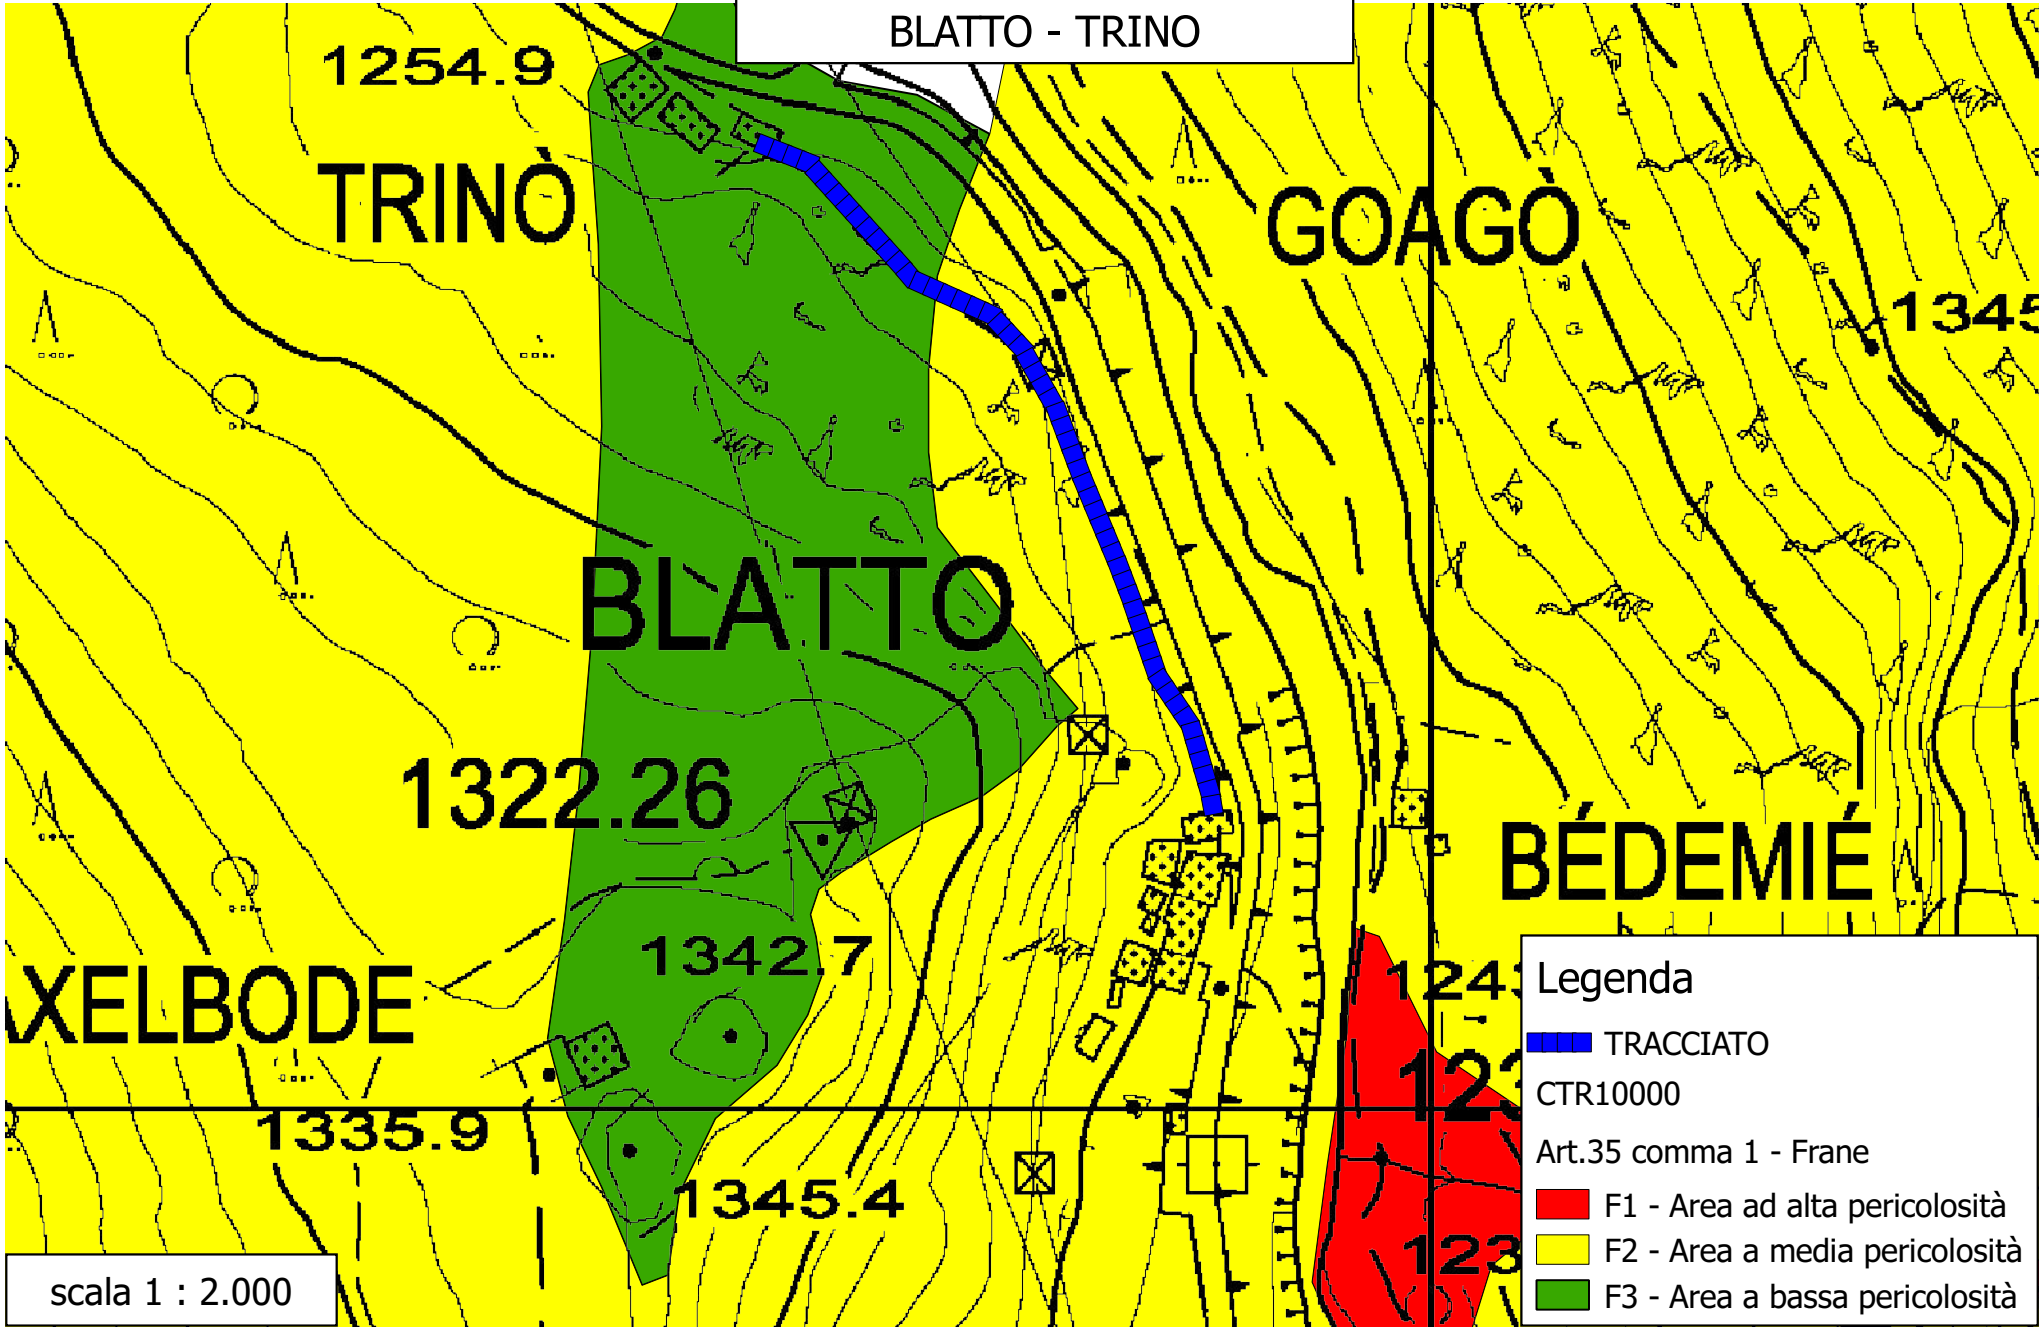 BLATTO - TRINO
1254.9
TRINÒ
GOAGÒ
BLATTO
1322.26
BÉDEMIÉ
1342.7
XELBODE
1335.9
1345.4
Legenda
TRACCIATO
CTR10000
Art.35 comma 1 - Frane
F1 - Area ad alta pericolosità
F2 - Area a media pericolosità
F3 - Area a bassa pericolosità
scala 1 : 2.000